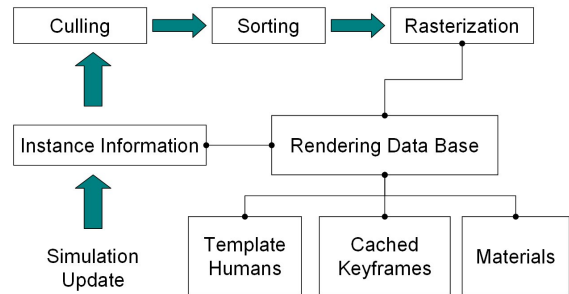 Culling
Sorting
Rasterization
Instance Information
Rendering Data Base
Simulation
Update
Template
Humans
Cached
Keyframes
Materials